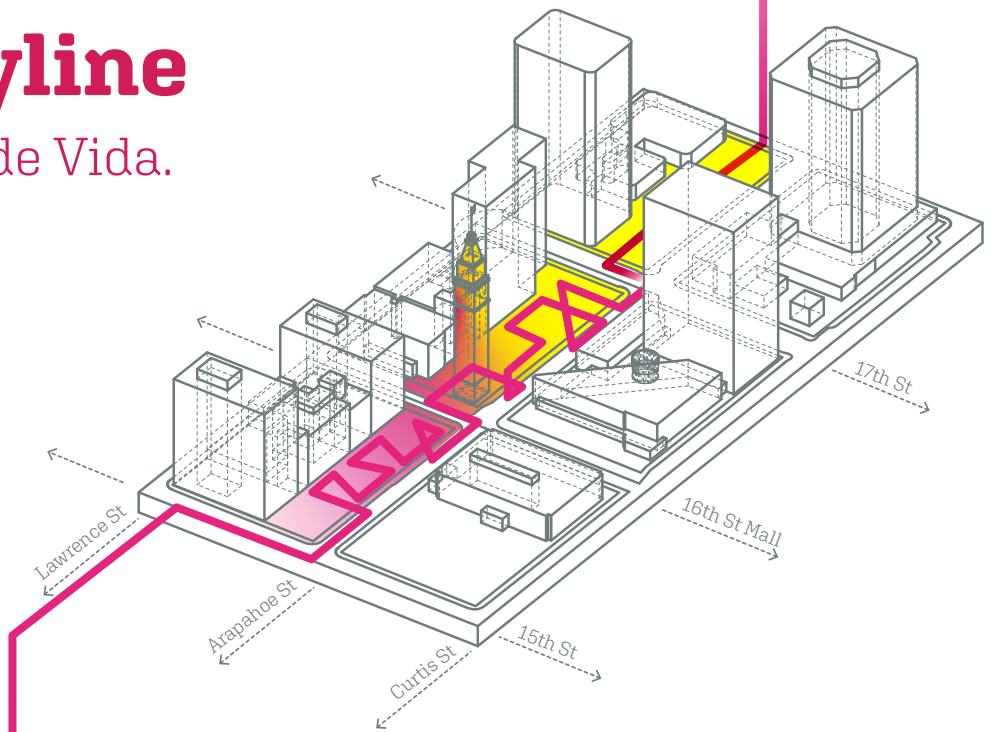 yline
de Vida.
17th St
16th St Mall
Lawrence St
Arapahoe St
15th St
Curtis St